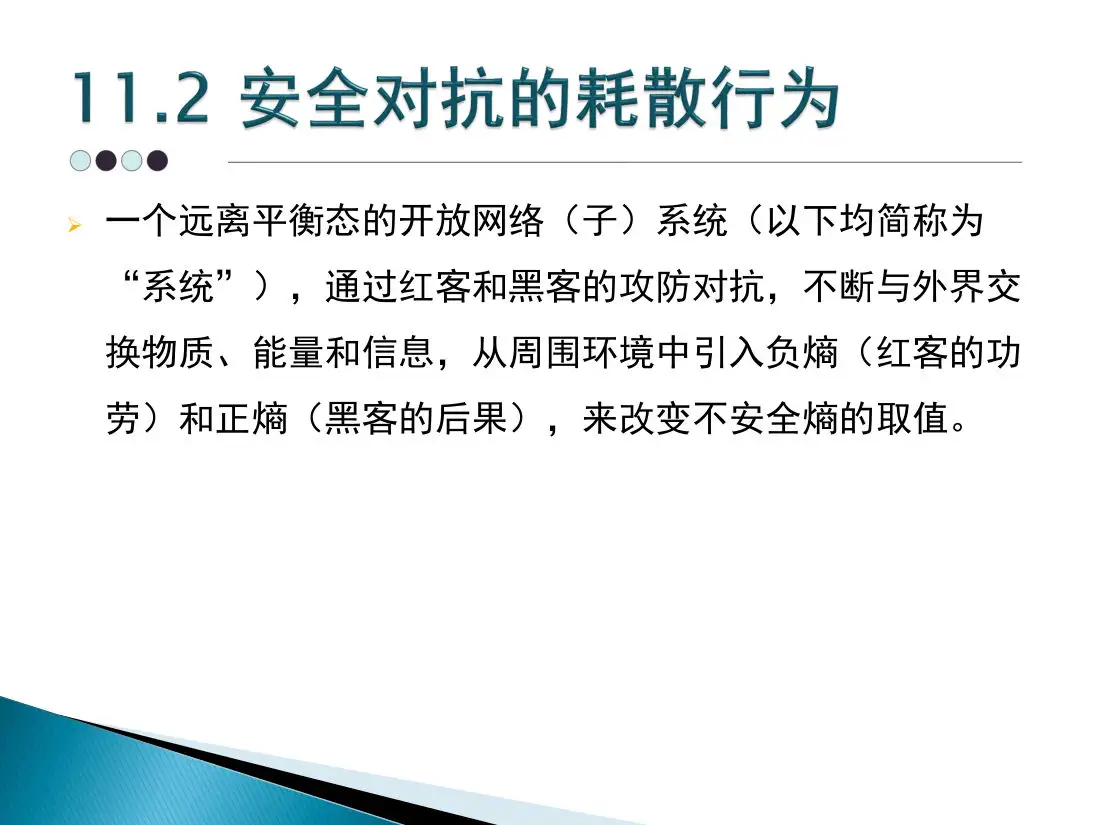 11.2 安全对抗的耗散行为
一个远离平衡态的开放网络（子）系统（以下均简称为
“系统”），通过红客和黑客的攻防对抗，不断与外界交
换物质、能量和信息，从周围环境中引入负熵（红客的功
劳）和正熵（黑客的后果），来改变不安全熵的取值。